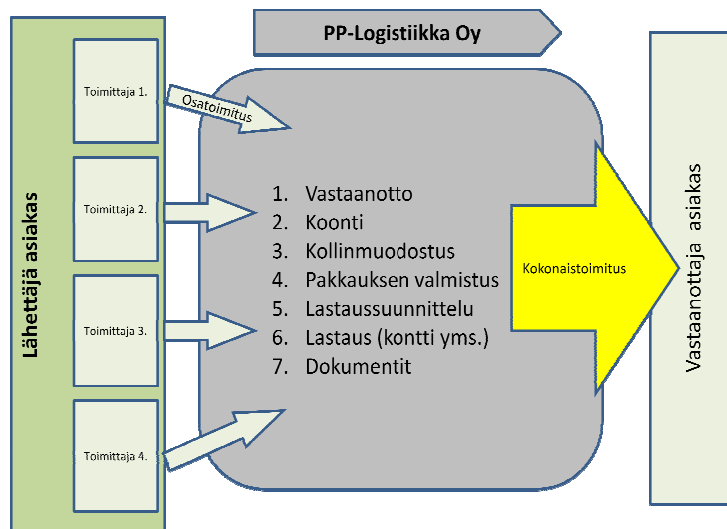 PP-Logistiikka Oy
Lähettäjä asiakas
Toimittaja 1.
Toimittaja 2.
Toimittaja 3.
Toimittaja 4.
Osatoimitus
1. Vastaanotto
2. Koonti
3. Kollinmuodostus
4. Pakkauksen valmistus
5. Lastaussuunnittelu
6. Lastaus (kontti yms.)
7. Dokumentit
Kokonaistoimitus
Vastaanottaja asiakas